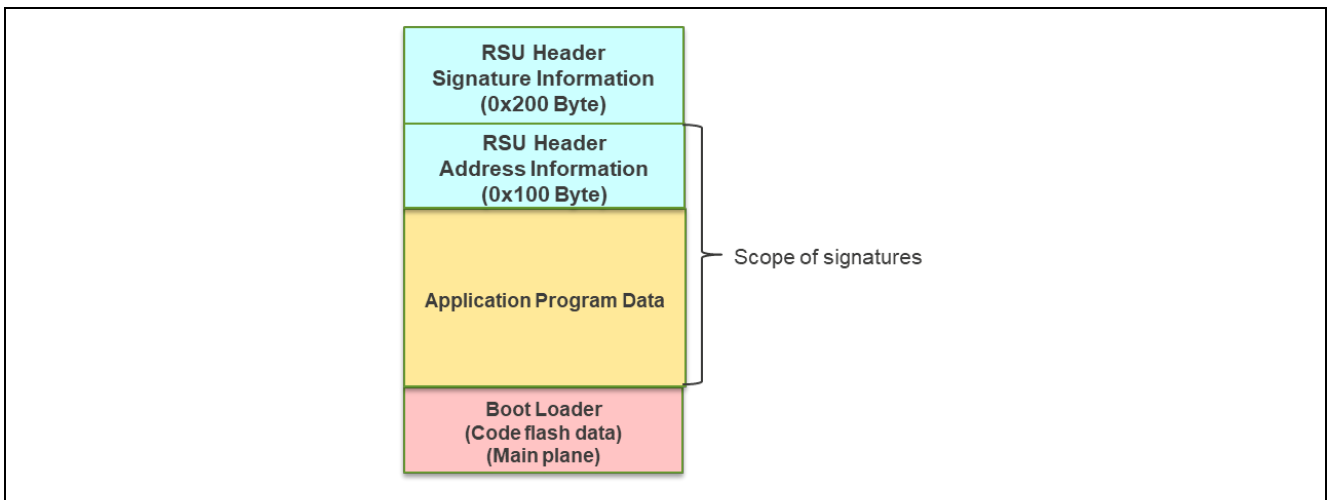 RSU Header
Signature Information
(0x200 Byte)
RSU Header
Address Information
(0x100 Byte)
Application Program Data
Scope of signatures
Boot Loader
(Code flash data)
(Main plane)